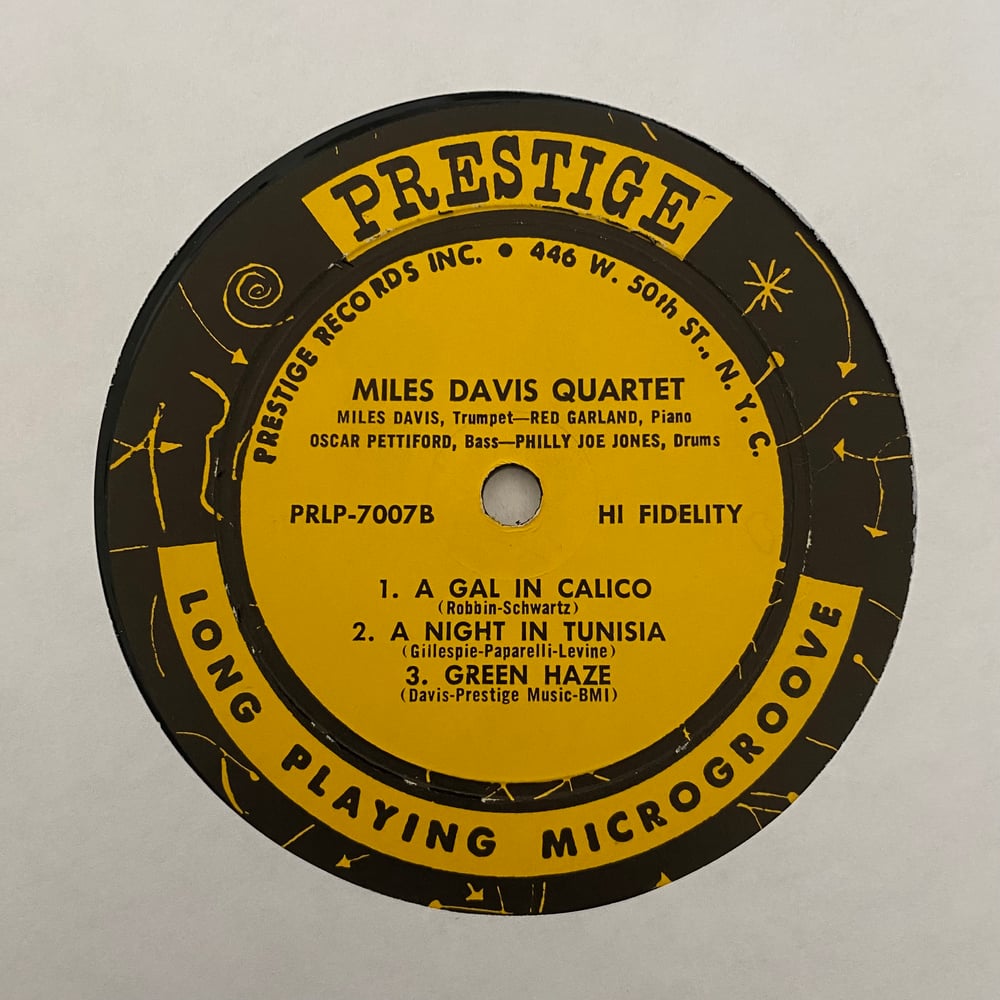 PRESTIGE
PRESTIGE RECORDS INC. • 446 W. 50th ST., N. Y. C.
MILES DAVIS QUARTET
MILES DAVIS, Trumpet—RED GARLAND, Piano
OSCAR PETTIFORD, Bass—PHILLY JOE JONES, Drums
PRLP-7007B HI FIDELITY
1. A GAL IN CALICO
(Robbin-Schwartz)
2. A NIGHT IN TUNISIA
(Gillespie-Paparelli-Levine)
3. GREEN HAZE
(Davis-Prestige Music-BMI)
LONG PLAYING MICROGROOVE